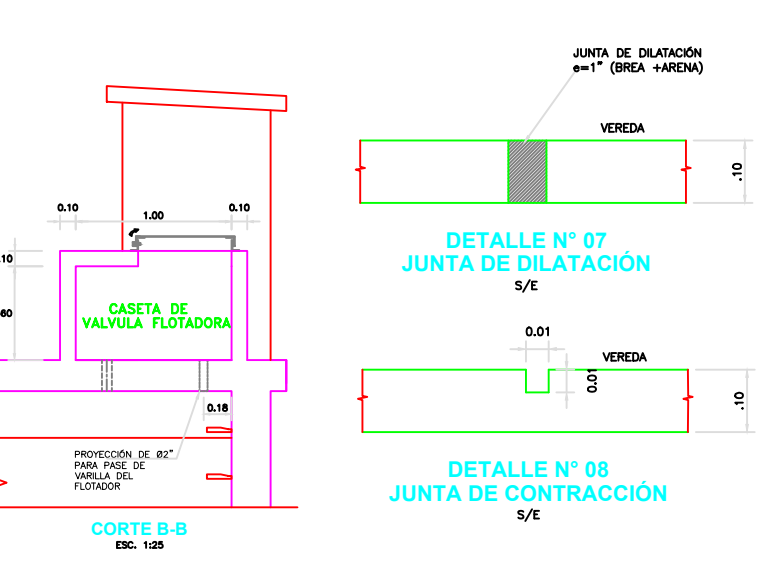 JUNTA DE DILATACIÓN
e=1" (BREA +ARENA)
VEREDA
.10
DETALLE N° 07
JUNTA DE DILATACIÓN
S/E
0.10
1.00
0.10
.10
.60
CASETA DE
VALVULA FLOTADORA
0.18
PROYECCIÓN DE Ø2"
PARA PASE DE
VARILLA DEL
FLOTADOR
CORTE B-B
ESC. 1:25
0.01
VEREDA
0.01
.10
DETALLE N° 08
JUNTA DE CONTRACCIÓN
S/E